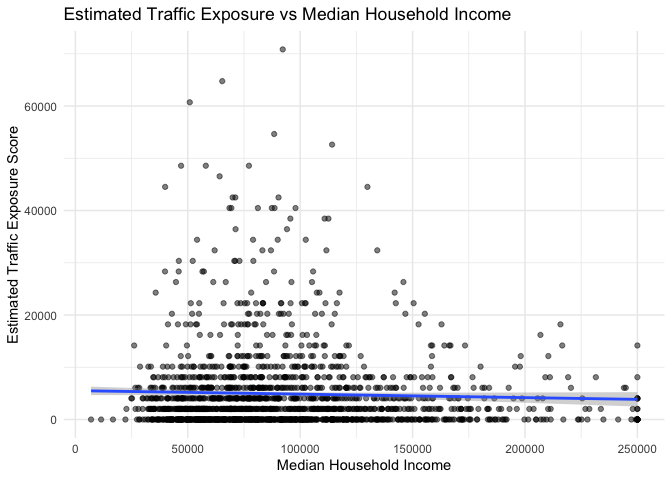 Estimated Traffic Exposure vs Median Household Income
Estimated Traffic Exposure Score
60000
40000
20000
0
0 50000 100000 150000 200000 250000
Median Household Income